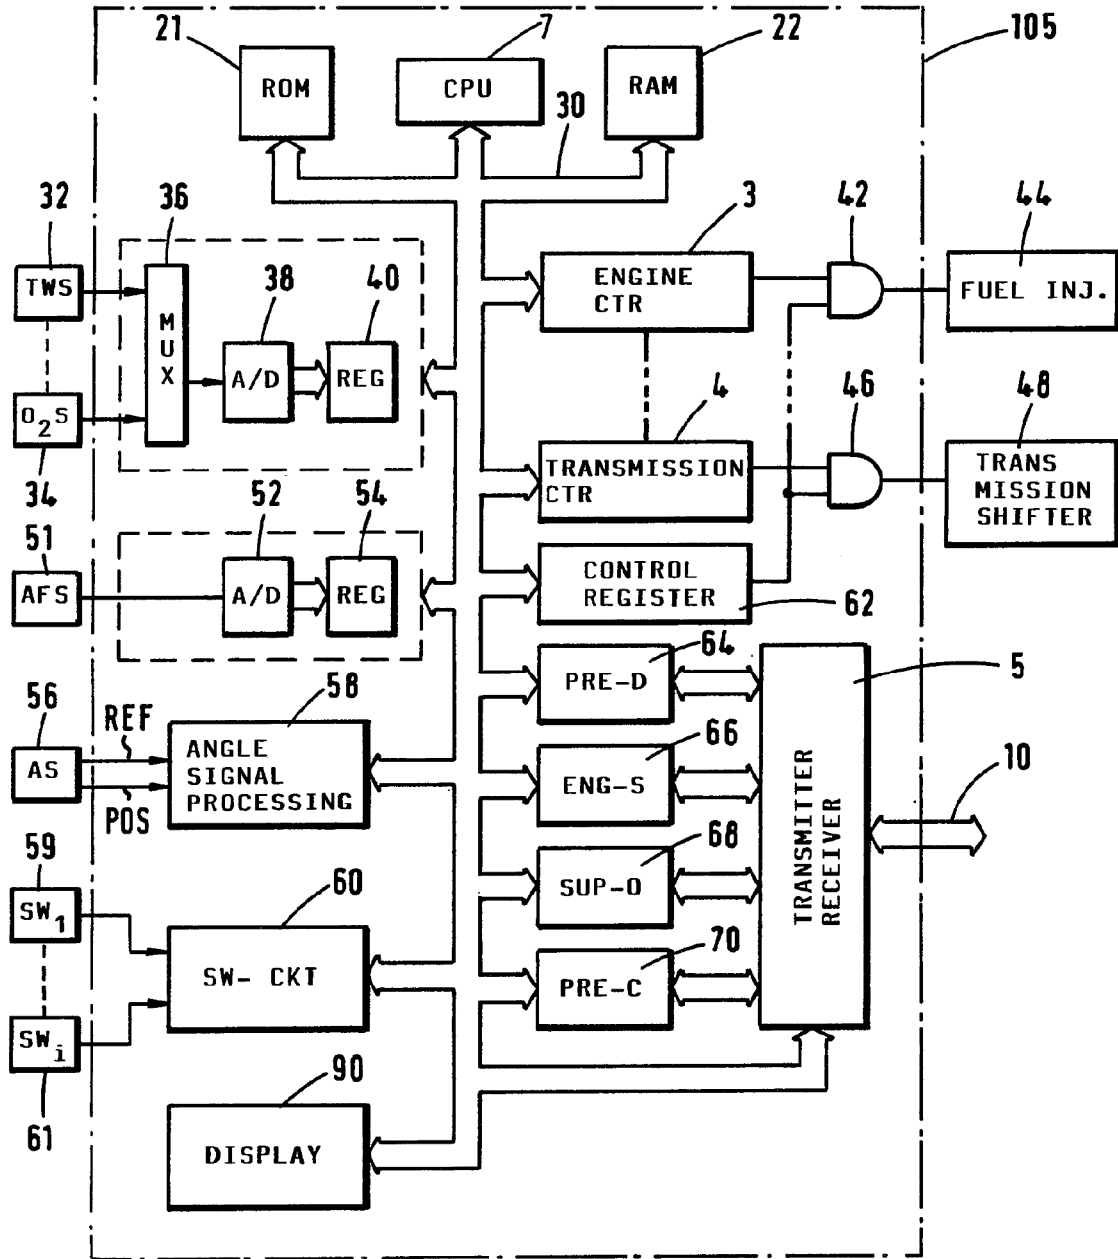 21
7
22
105
ROM
CPU
RAM
30
32
36
3
42
44
TWS
MUX
38
40
ENGINE
CTR
FUEL INJ.
A/D
REG
4
46
48
O2S
34
TRANSMISSION
CTR
TRANS
MISSION
SHIFTER
51
52
54
AFS
A/D
REG
CONTROL
REGISTER
62
64
5
PRE-D
56
REF
58
AS
POS
ANGLE
SIGNAL
PROCESSING
66
ENG-S
10
TRANSMITTER
RECEIVER
59
60
68
SW1
SUP-O
SW- CKT
70
PRE-C
SWi
61
90
DISPLAY